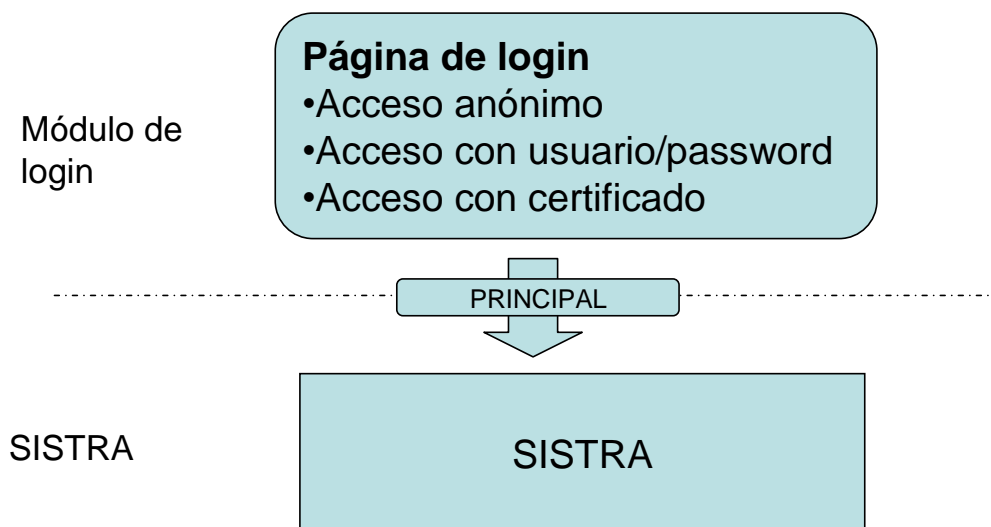 Página de login
•Acceso anónimo
Módulo de
login
•Acceso con usuario/password
•Acceso con certificado
PRINCIPAL
SISTRA
SISTRA